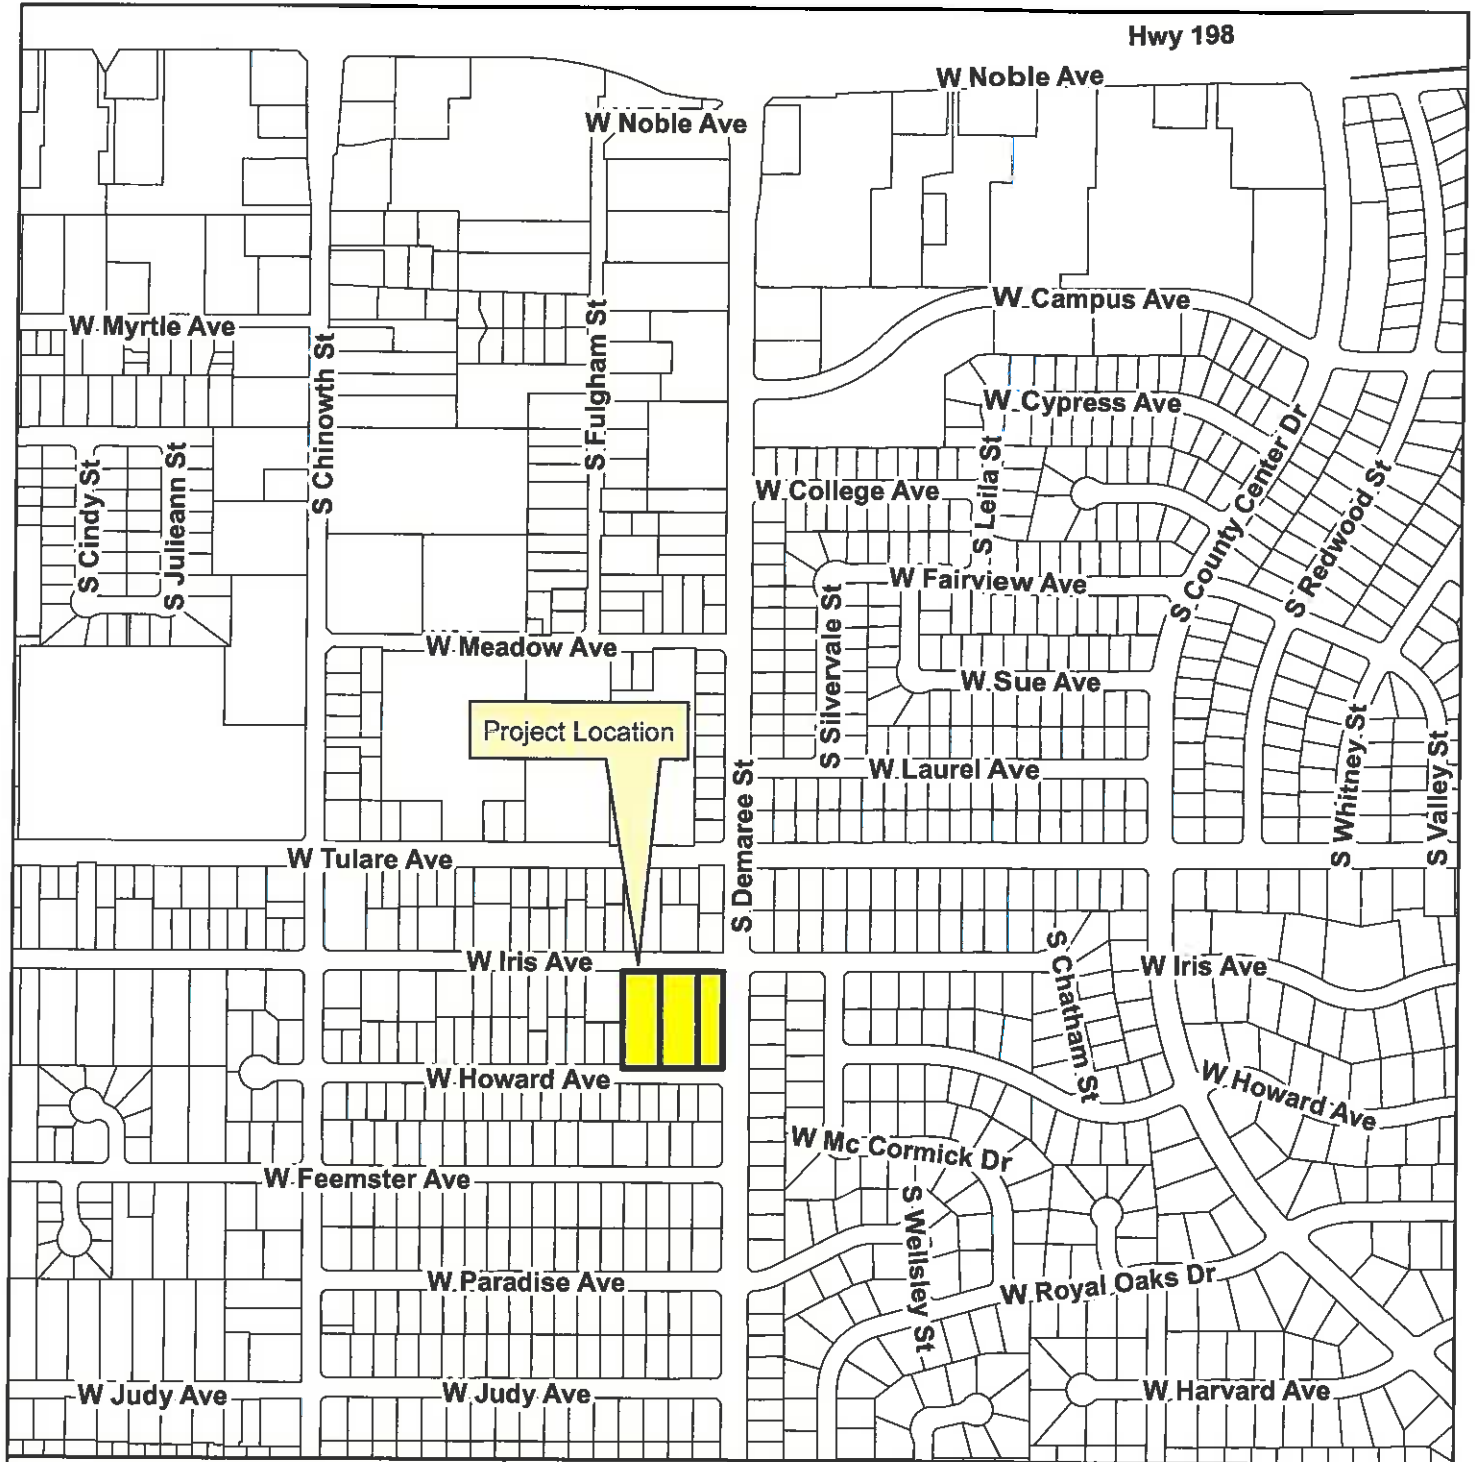 Hwy 198
W Noble Ave
W Noble Ave
W Campus Ave
W Myrtle Ave
S Chinowth St
S Fulgham St
W Cypress Ave
S County Center Dr
S Cindy St
S Julieann St
S Leila St
S Redwood St
W College Ave
W Fairview Ave
S Silvervale St
W Meadow Ave
W Sue Ave
Project Location
S Whitney St
S Valley St
W Laurel Ave
S Demaree St
W Tulare Ave
W Iris Ave
S Chatham St
W Iris Ave
W Howard Ave
W Howard Ave
W Mc Cormick Dr
W Feemster Ave
S Wellsley St
W Paradise Ave
W Royal Oaks Dr
W Judy Ave
W Judy Ave
W Harvard Ave